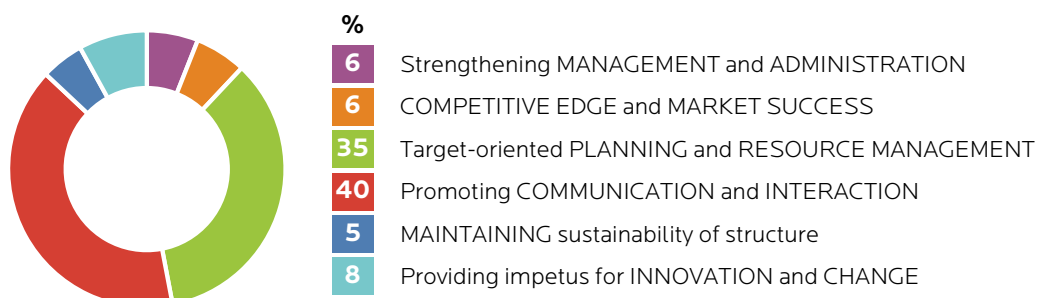 %
6 Strengthening MANAGEMENT and ADMINISTRATION
6 COMPETITIVE EDGE and MARKET SUCCESS
35 Target-oriented PLANNING and RESOURCE MANAGEMENT
40 Promoting COMMUNICATION and INTERACTION
5 MAINTAINING sustainability of structure
8 Providing impetus for INNOVATION and CHANGE